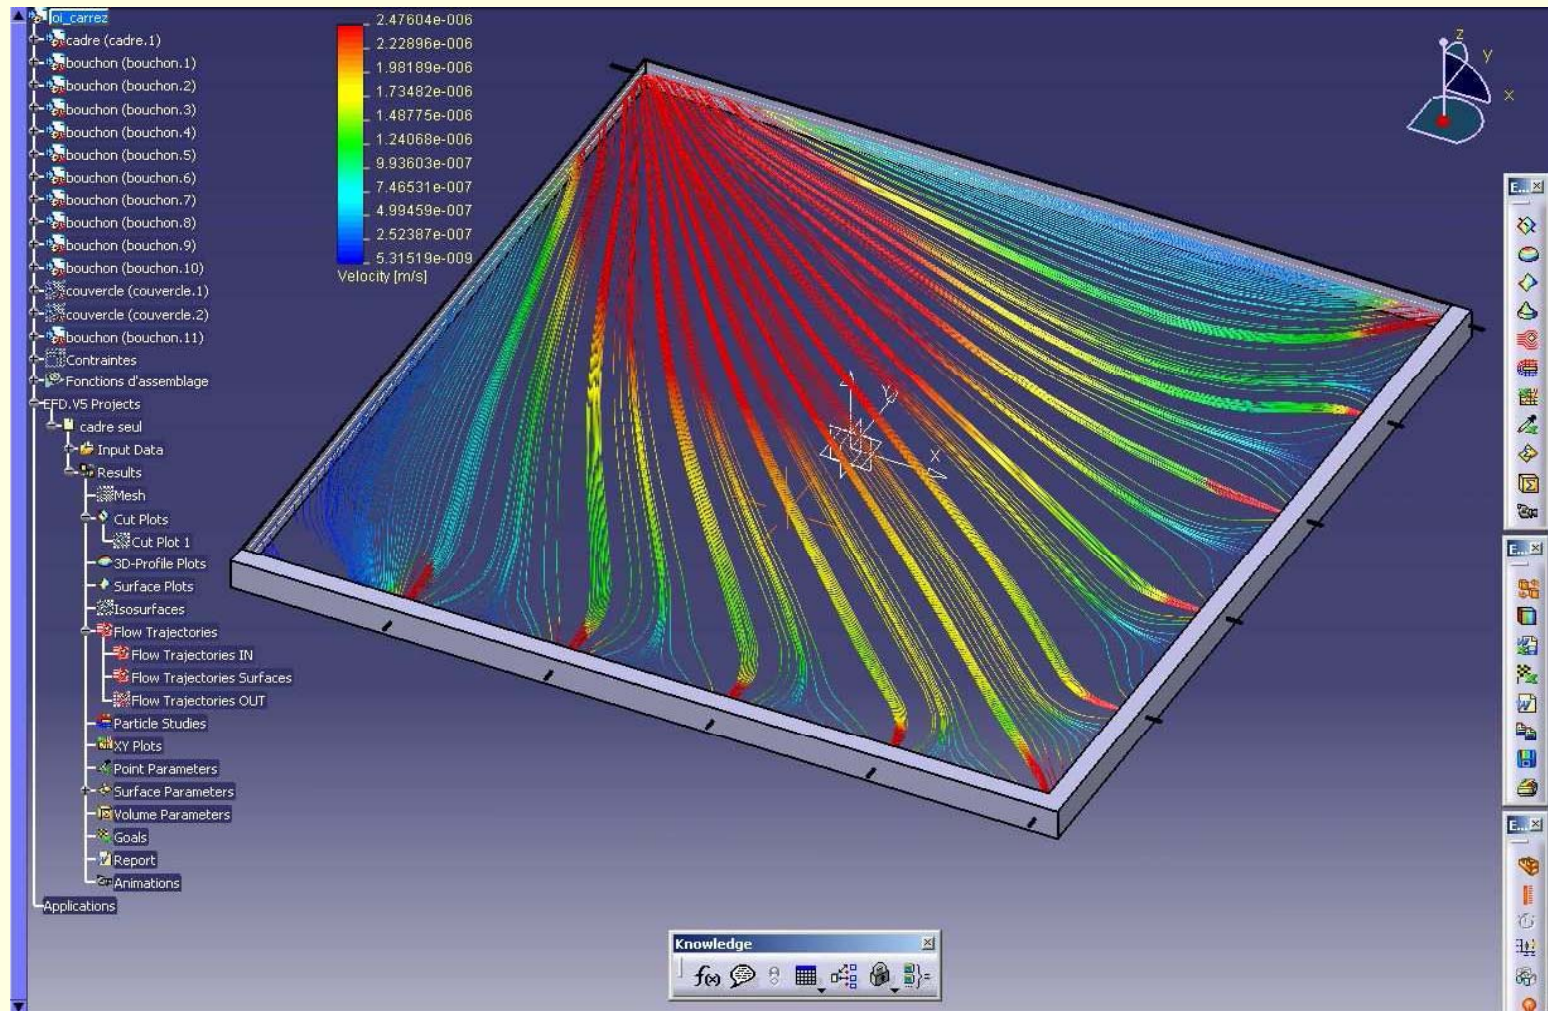 oi_carrez
cadre (cadre.1)
bouchon (bouchon.1)
bouchon (bouchon.2)
bouchon (bouchon.3)
bouchon (bouchon.4)
bouchon (bouchon.5)
bouchon (bouchon.6)
bouchon (bouchon.7)
bouchon (bouchon.8)
bouchon (bouchon.9)
bouchon (bouchon.10)
couvercle (couvercle.1)
couvercle (couvercle.2)
bouchon (bouchon.11)
Contraintes
Fonctions d'assemblage
EFD.V5 Projects
cadre seul
Input Data
Results
Mesh
Cut Plots
Cut Plot 1
3D-Profile Plots
Surface Plots
Isosurfaces
Flow Trajectories
Flow Trajectories IN
Flow Trajectories Surfaces
Flow Trajectories OUT
Particle Studies
XY Plots
Point Parameters
Surface Parameters
Volume Parameters
Goals
Report
Animations
Applications
2.47604e-006
2.22896e-006
1.98189e-006
1.73482e-006
1.48775e-006
1.24068e-006
9.93603e-007
7.46531e-007
4.99459e-007
2.52387e-007
5.31519e-009
Velocity [m/s]
z
y
x
Y
X
E...
E...
E...
Knowledge
f(x)